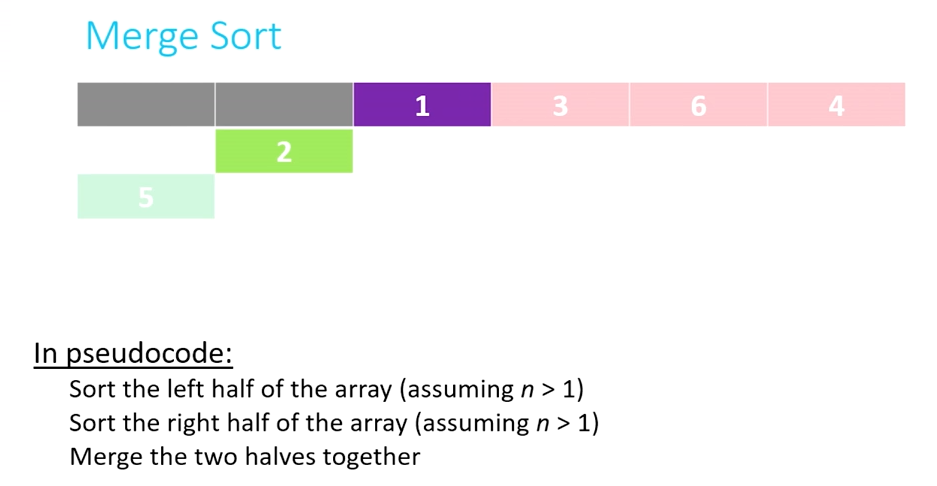 Merge Sort
1 3 6 4
2
5
In pseudocode:
Sort the left half of the array (assuming n > 1)
Sort the right half of the array (assuming n > 1)
Merge the two halves together